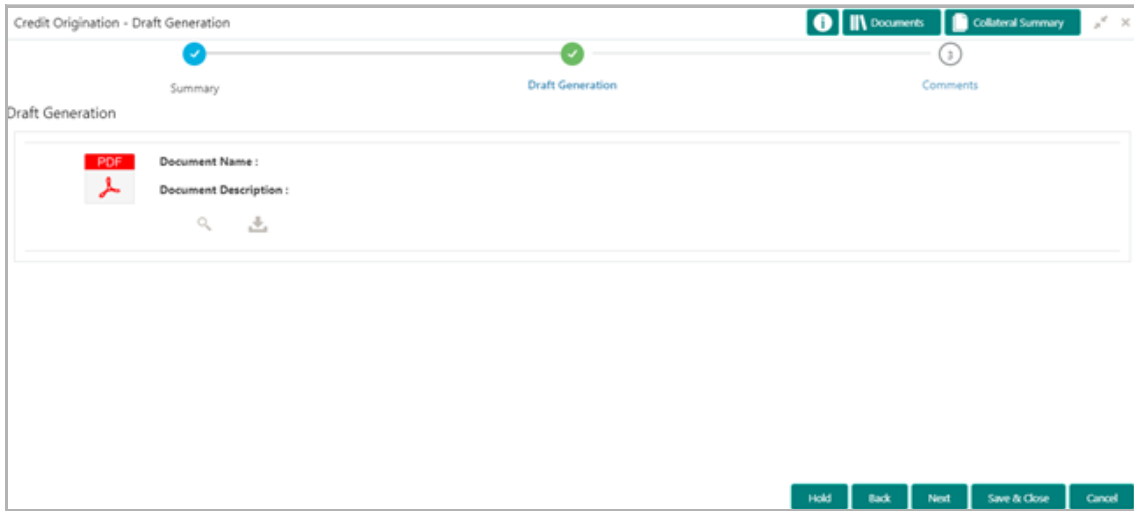 Credit Origination - Draft Generation
i Documents Collateral Summary
3
Summary Draft Generation Comments
Draft Generation
PDF
Document Name :
Document Description :
Hold Back Next Save & Close Cancel